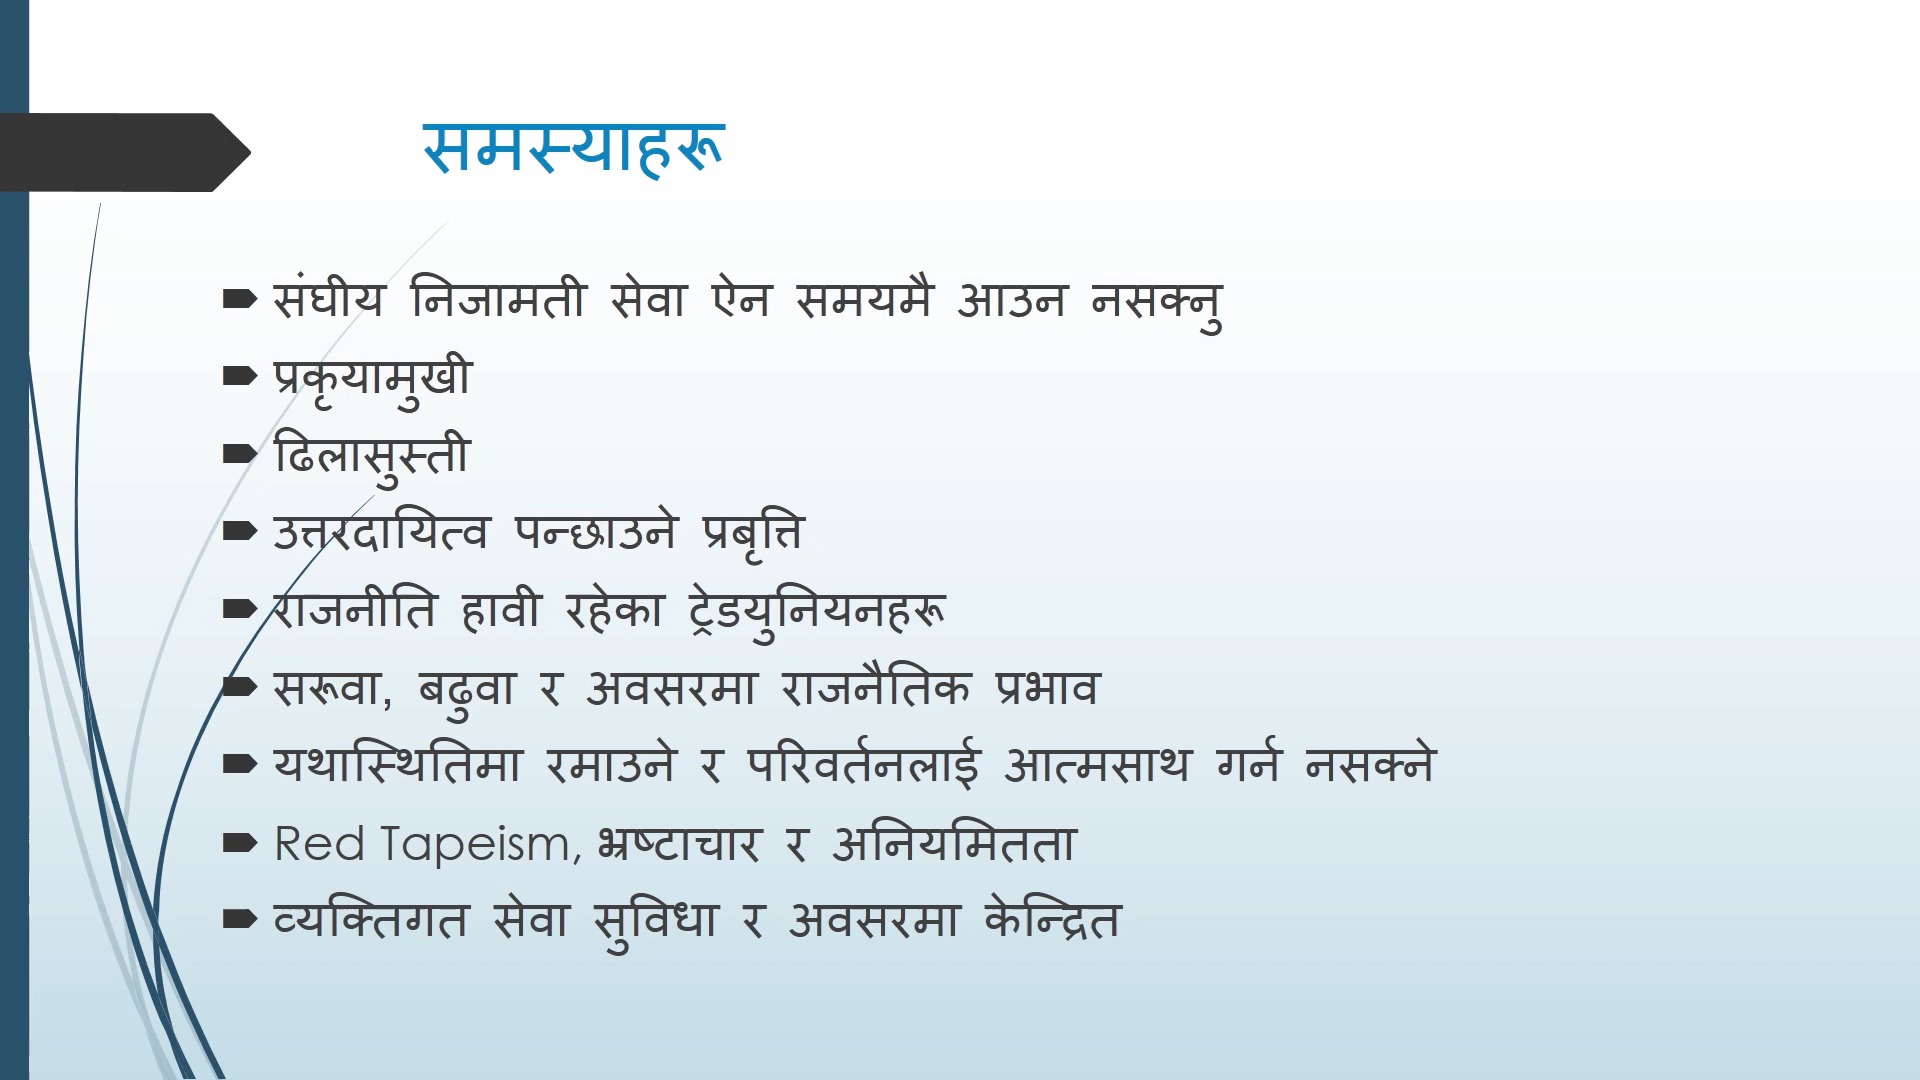 समस्याहरू
संघीय निजामती सेवा ऐन समयमै आउन नसक्नु
प्रकृयामुखी
ढिलासुस्ती
उत्तरदायित्व पन्छाउने प्रबृत्ति
राजनीति हावी रहेका ट्रेडयुनियनहरू
सरूवा, बढुवा र अवसरमा राजनैतिक प्रभाव
यथास्थितिमा रमाउने र परिवर्तनलाई आत्मसाथ गर्न नसक्ने
Red Tapeism, भ्रष्टाचार र अनियमितता
व्यक्तिगत सेवा सुविधा र अवसरमा केन्द्रित